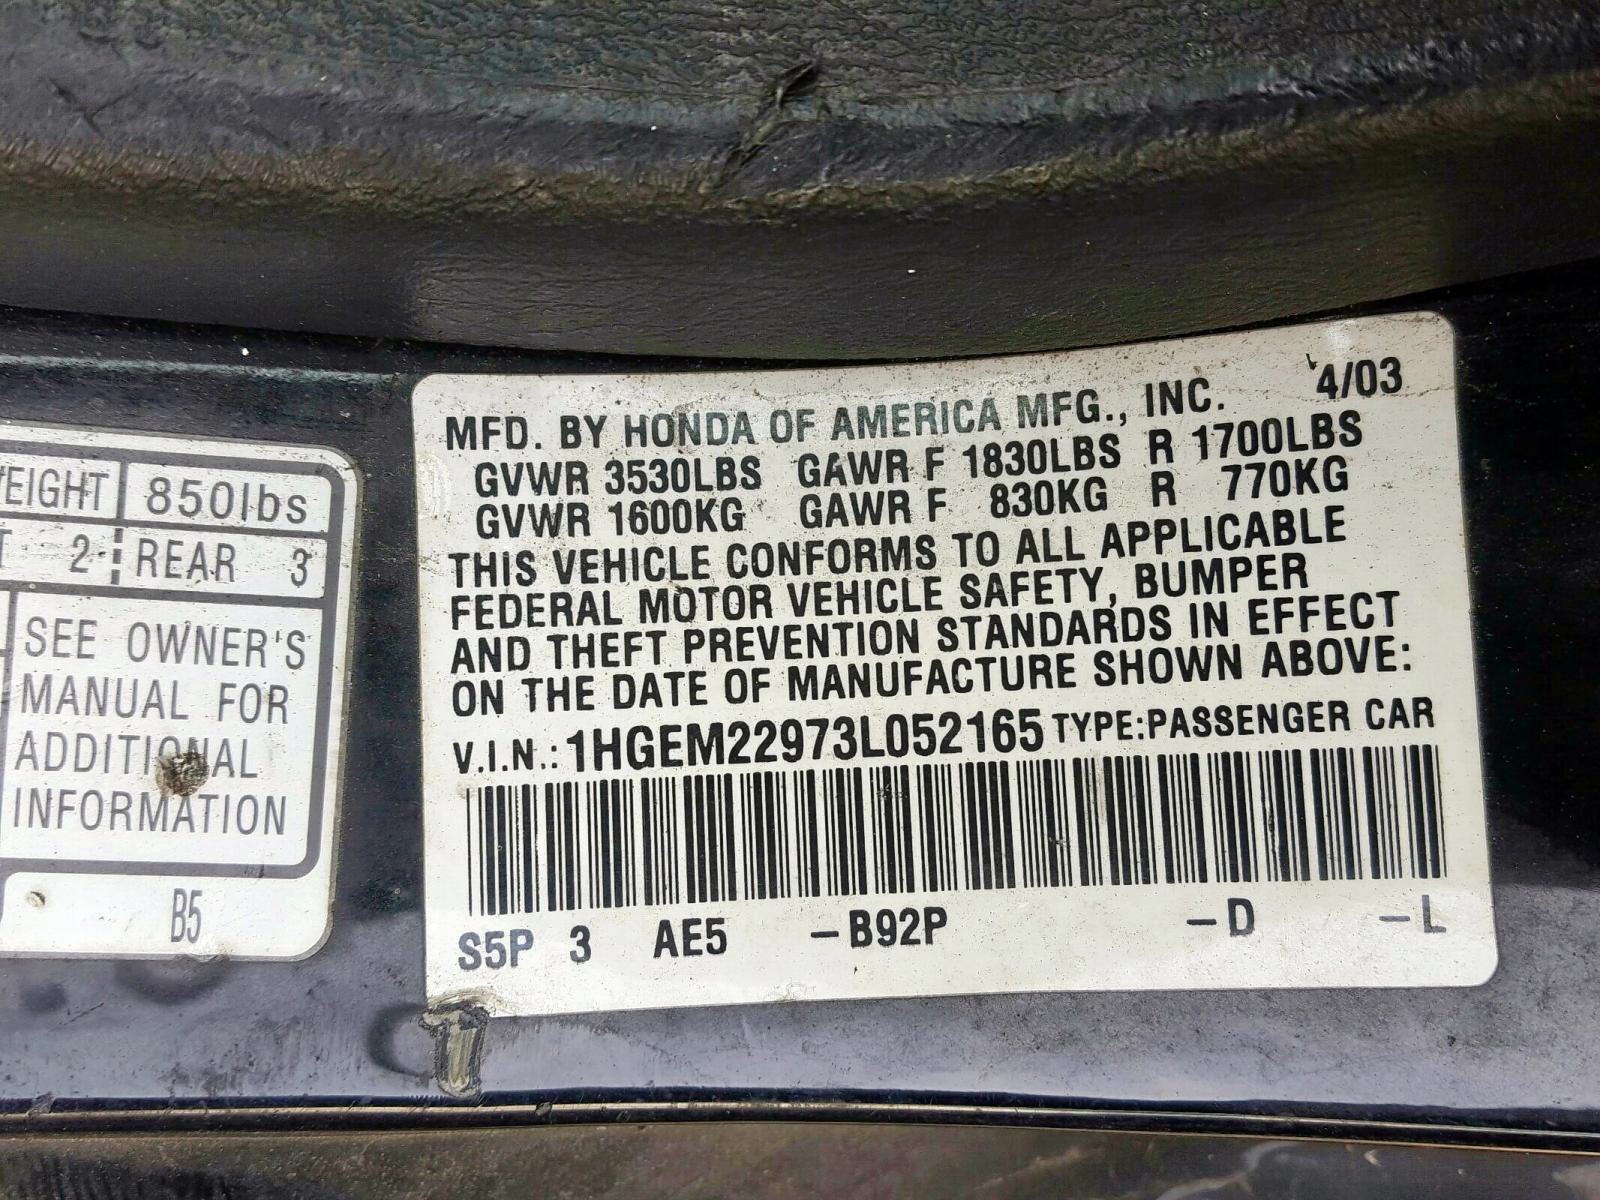 MFD. BY HONDA OF AMERICA MFG., INC. 4/03
GVWR 3530LBS GAWR F 1830LBS R 1700LBS
GVWR 1600KG GAWR F 830KG R 770KG
THIS VEHICLE CONFORMS TO ALL APPLICABLE
FEDERAL MOTOR VEHICLE SAFETY, BUMPER
AND THEFT PREVENTION STANDARDS IN EFFECT
ON THE DATE OF MANUFACTURE SHOWN ABOVE:
V.I.N.: 1HGEM22973L052165 TYPE:PASSENGER CAR
S5P 3 AE5 -B92P -D -L
850lbs
2 REAR 3
SEE OWNER'S
MANUAL FOR
ADDITIONAL
INFORMATION
B5